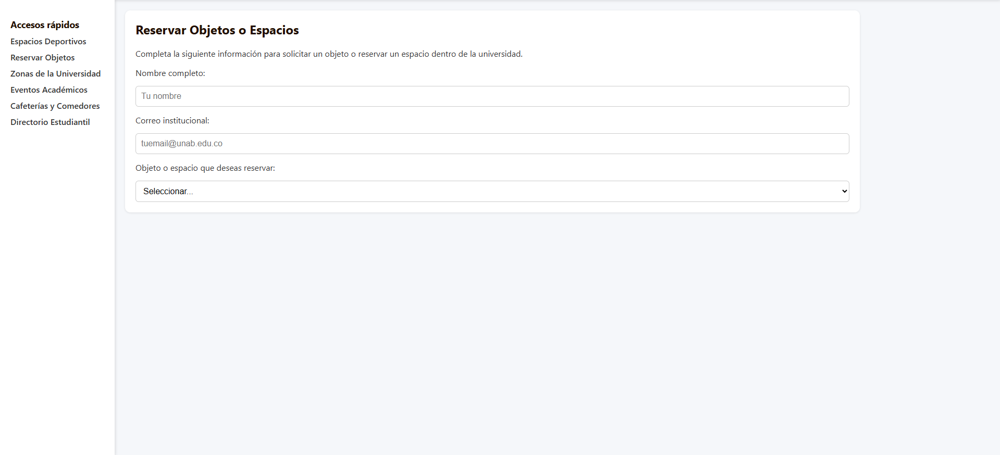 Accesos rápidos
Espacios Deportivos
Reservar Objetos
Zonas de la Universidad
Eventos Académicos
Cafeterías y Comedores
Directorio Estudiantil
Reservar Objetos o Espacios
Completa la siguiente información para solicitar un objeto o reservar un espacio dentro de la universidad.
Nombre completo:
Tu nombre
Correo institucional:
tuemail@unab.edu.co
Objeto o espacio que deseas reservar:
Seleccionar...